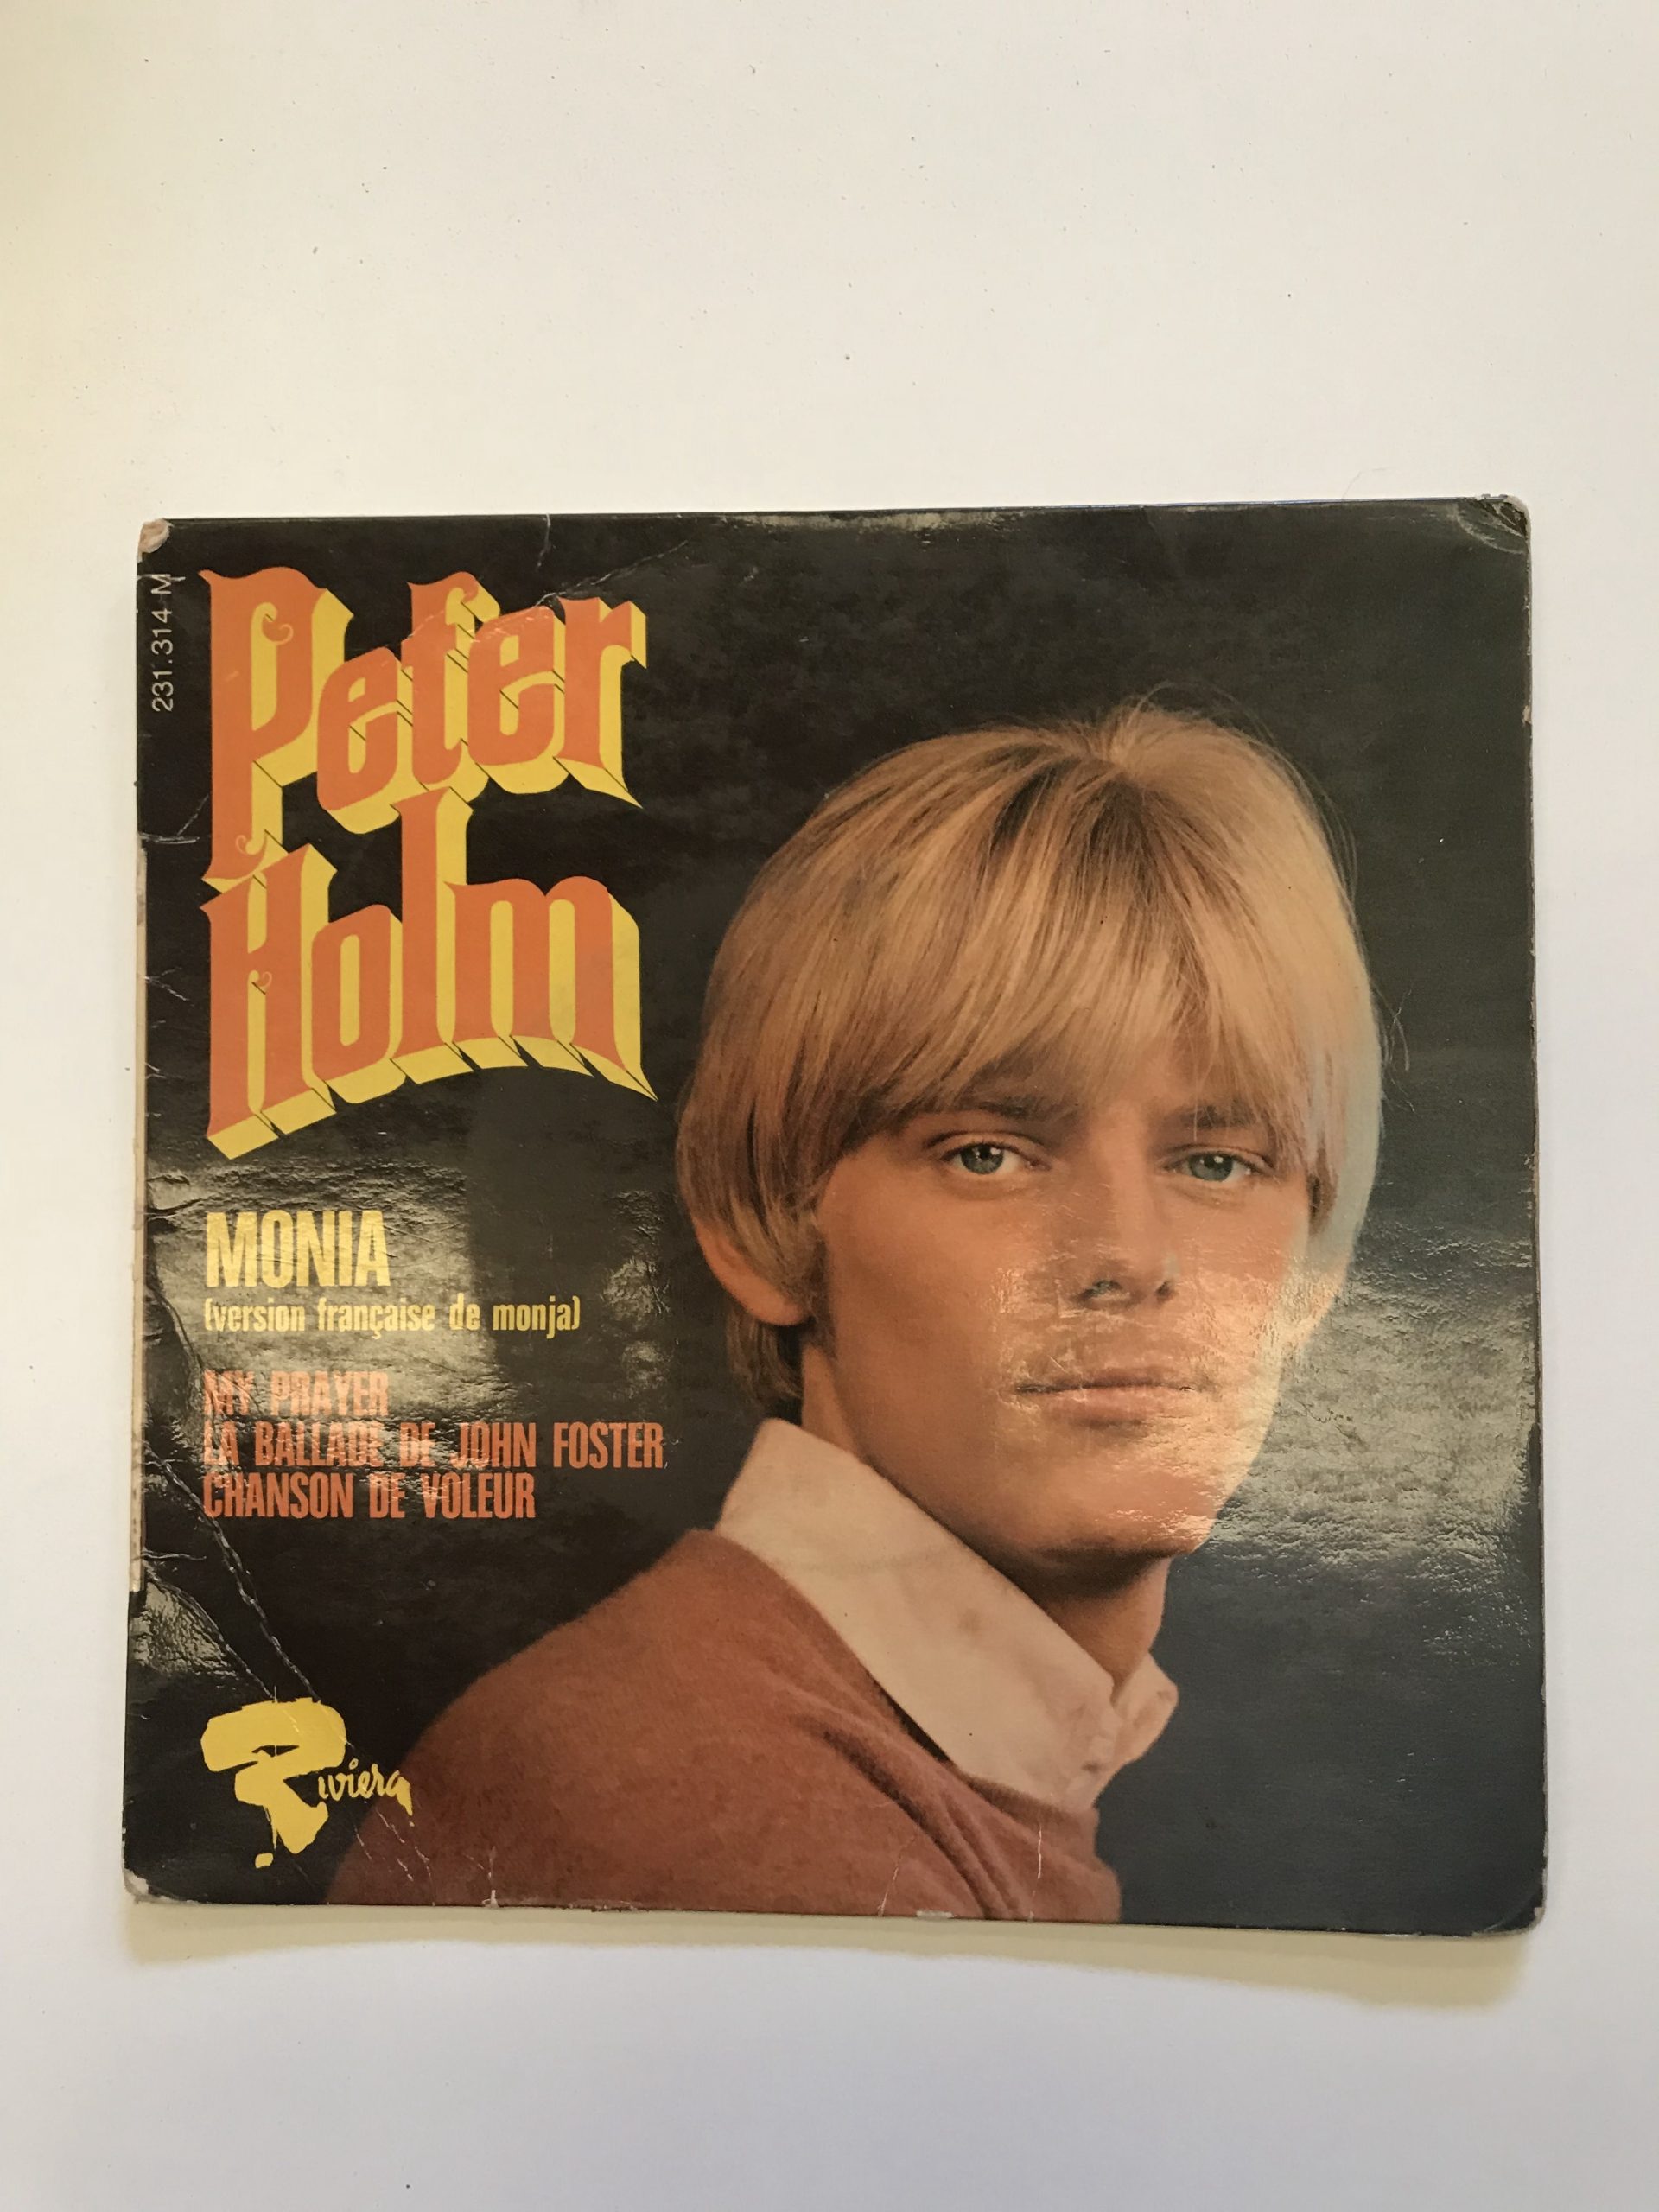 231.314 M
Peter
Holm
MONIA
(version française de monja)
MY PRAYER
LA BALLADE DE JOHN FOSTER
CHANSON DE VOLEUR
Riviera